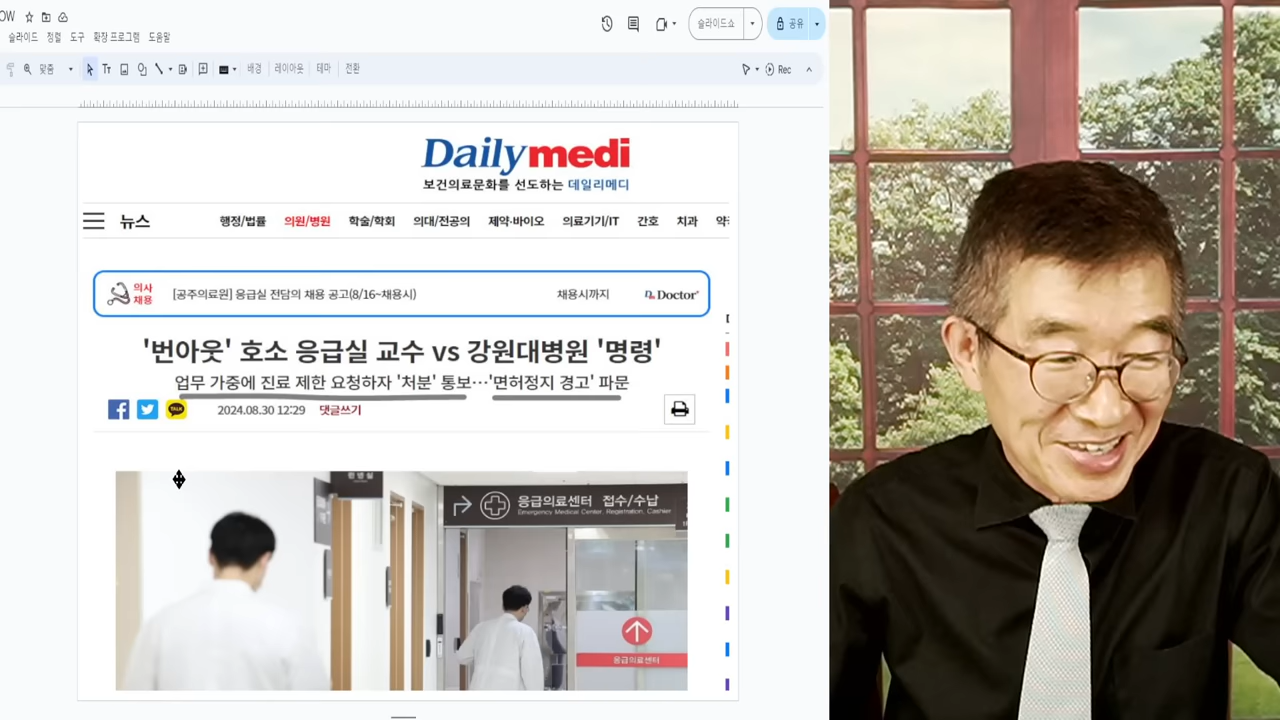 OW
슬라이드 정렬 도구 확장 프로그램 도움말
슬라이드쇼
공유
맞춤
Tr
배경 레이아웃 테마 전환
Rec
Dailymedi
보건의료문화를 선도하는 데일리메디
뉴스
행정/법률 의원/병원 학술/학회 의대/전공의 제약·바이오 의료기기/IT 간호 치과
의사
채용
[공주의료원] 응급실 전담의 채용 공고(8/16~채용시)
채용시까지
Doctor
'번아웃' 호소 응급실 교수 vs 강원대병원 '명령'
업무 가중에 진료 제한 요청하자 '처분' 통보…'면허정지 경고' 파문
TALK
2024.08.30 12:29 댓글쓰기
응급의료센터 접수/수납
Emergency Medical Center, Registration, Cashier
응급의료센터